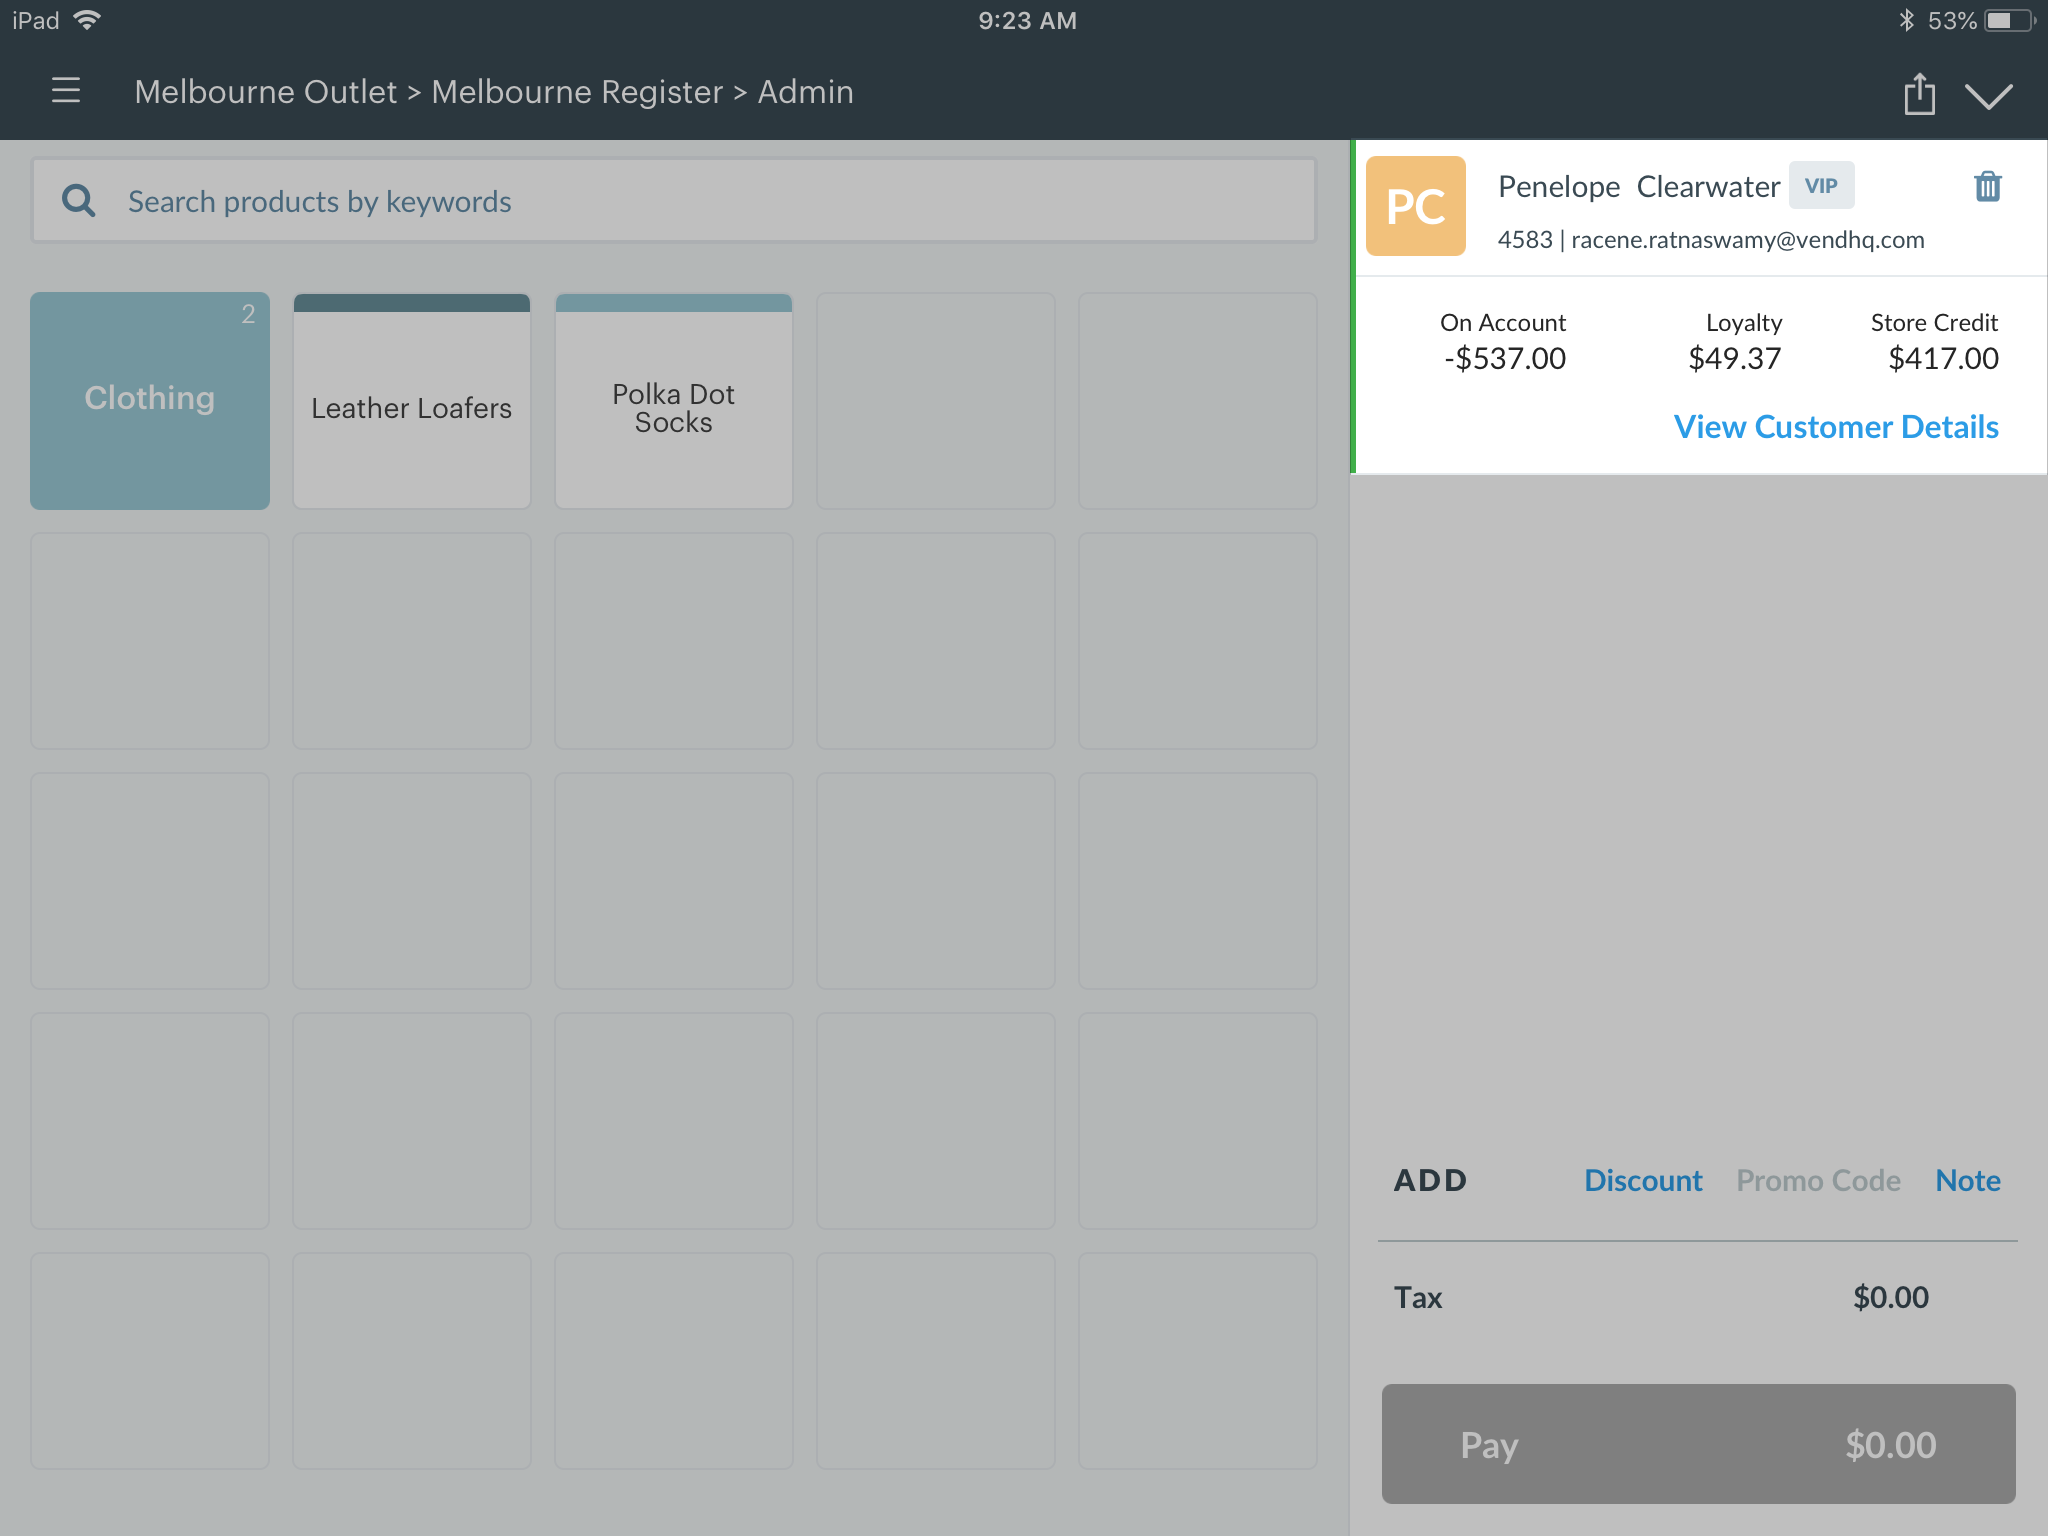 iPad 9:23 AM 53%
Melbourne Outlet > Melbourne Register > Admin
Search products by keywords
Clothing 2
Leather Loafers
Polka Dot
Socks
PC
Penelope Clearwater VIP
4583 | racene.ratnaswamy@vendhq.com
On Account Loyalty Store Credit
-$537.00 $49.37 $417.00
View Customer Details
ADD Discount Promo Code Note
Tax $0.00
Pay $0.00